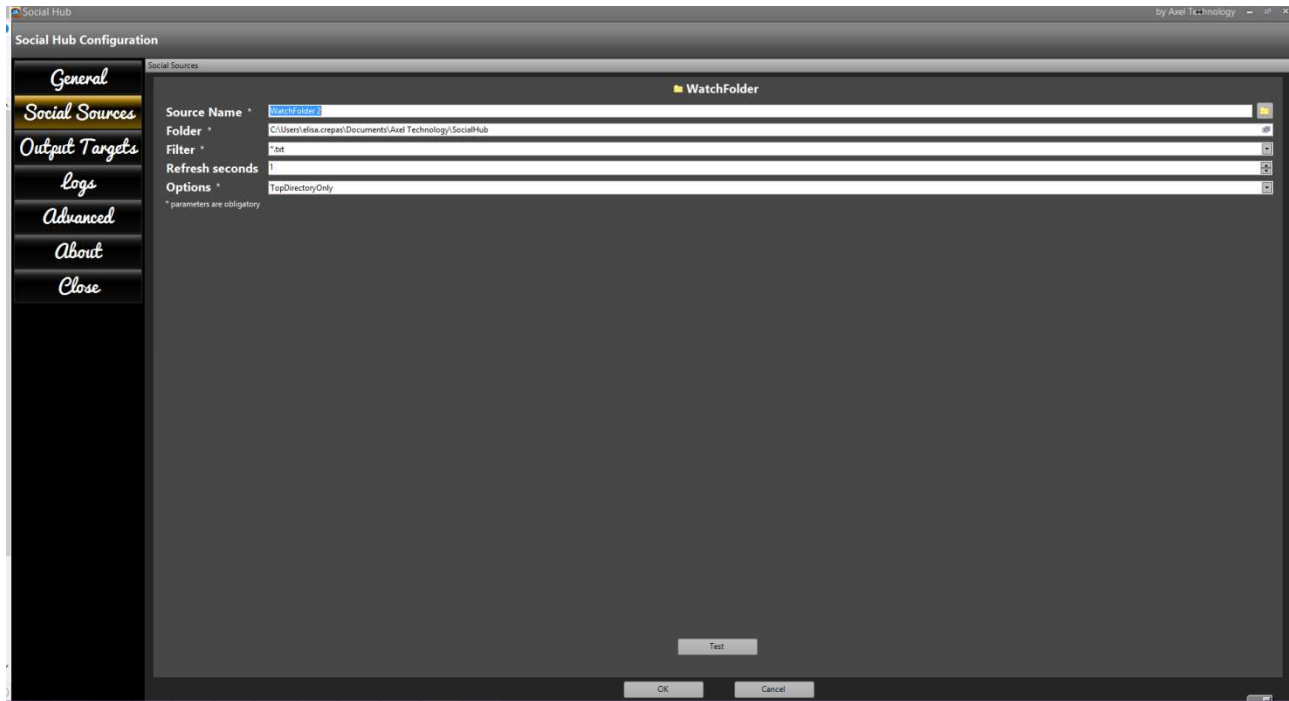 Social Hub by Axel Technology
Social Hub Configuration
General
Social Sources
Output Targets
Logs
Advanced
About
Close
Social Sources
WatchFolder
Source Name * WatchFolder2
Folder * C:\Users\elisa.crepas\Documents\Axel Technology\SocialHub
Filter * *.txt
Refresh seconds 1
Options * TopDirectoryOnly
* parameters are obligatory
Test
OK Cancel